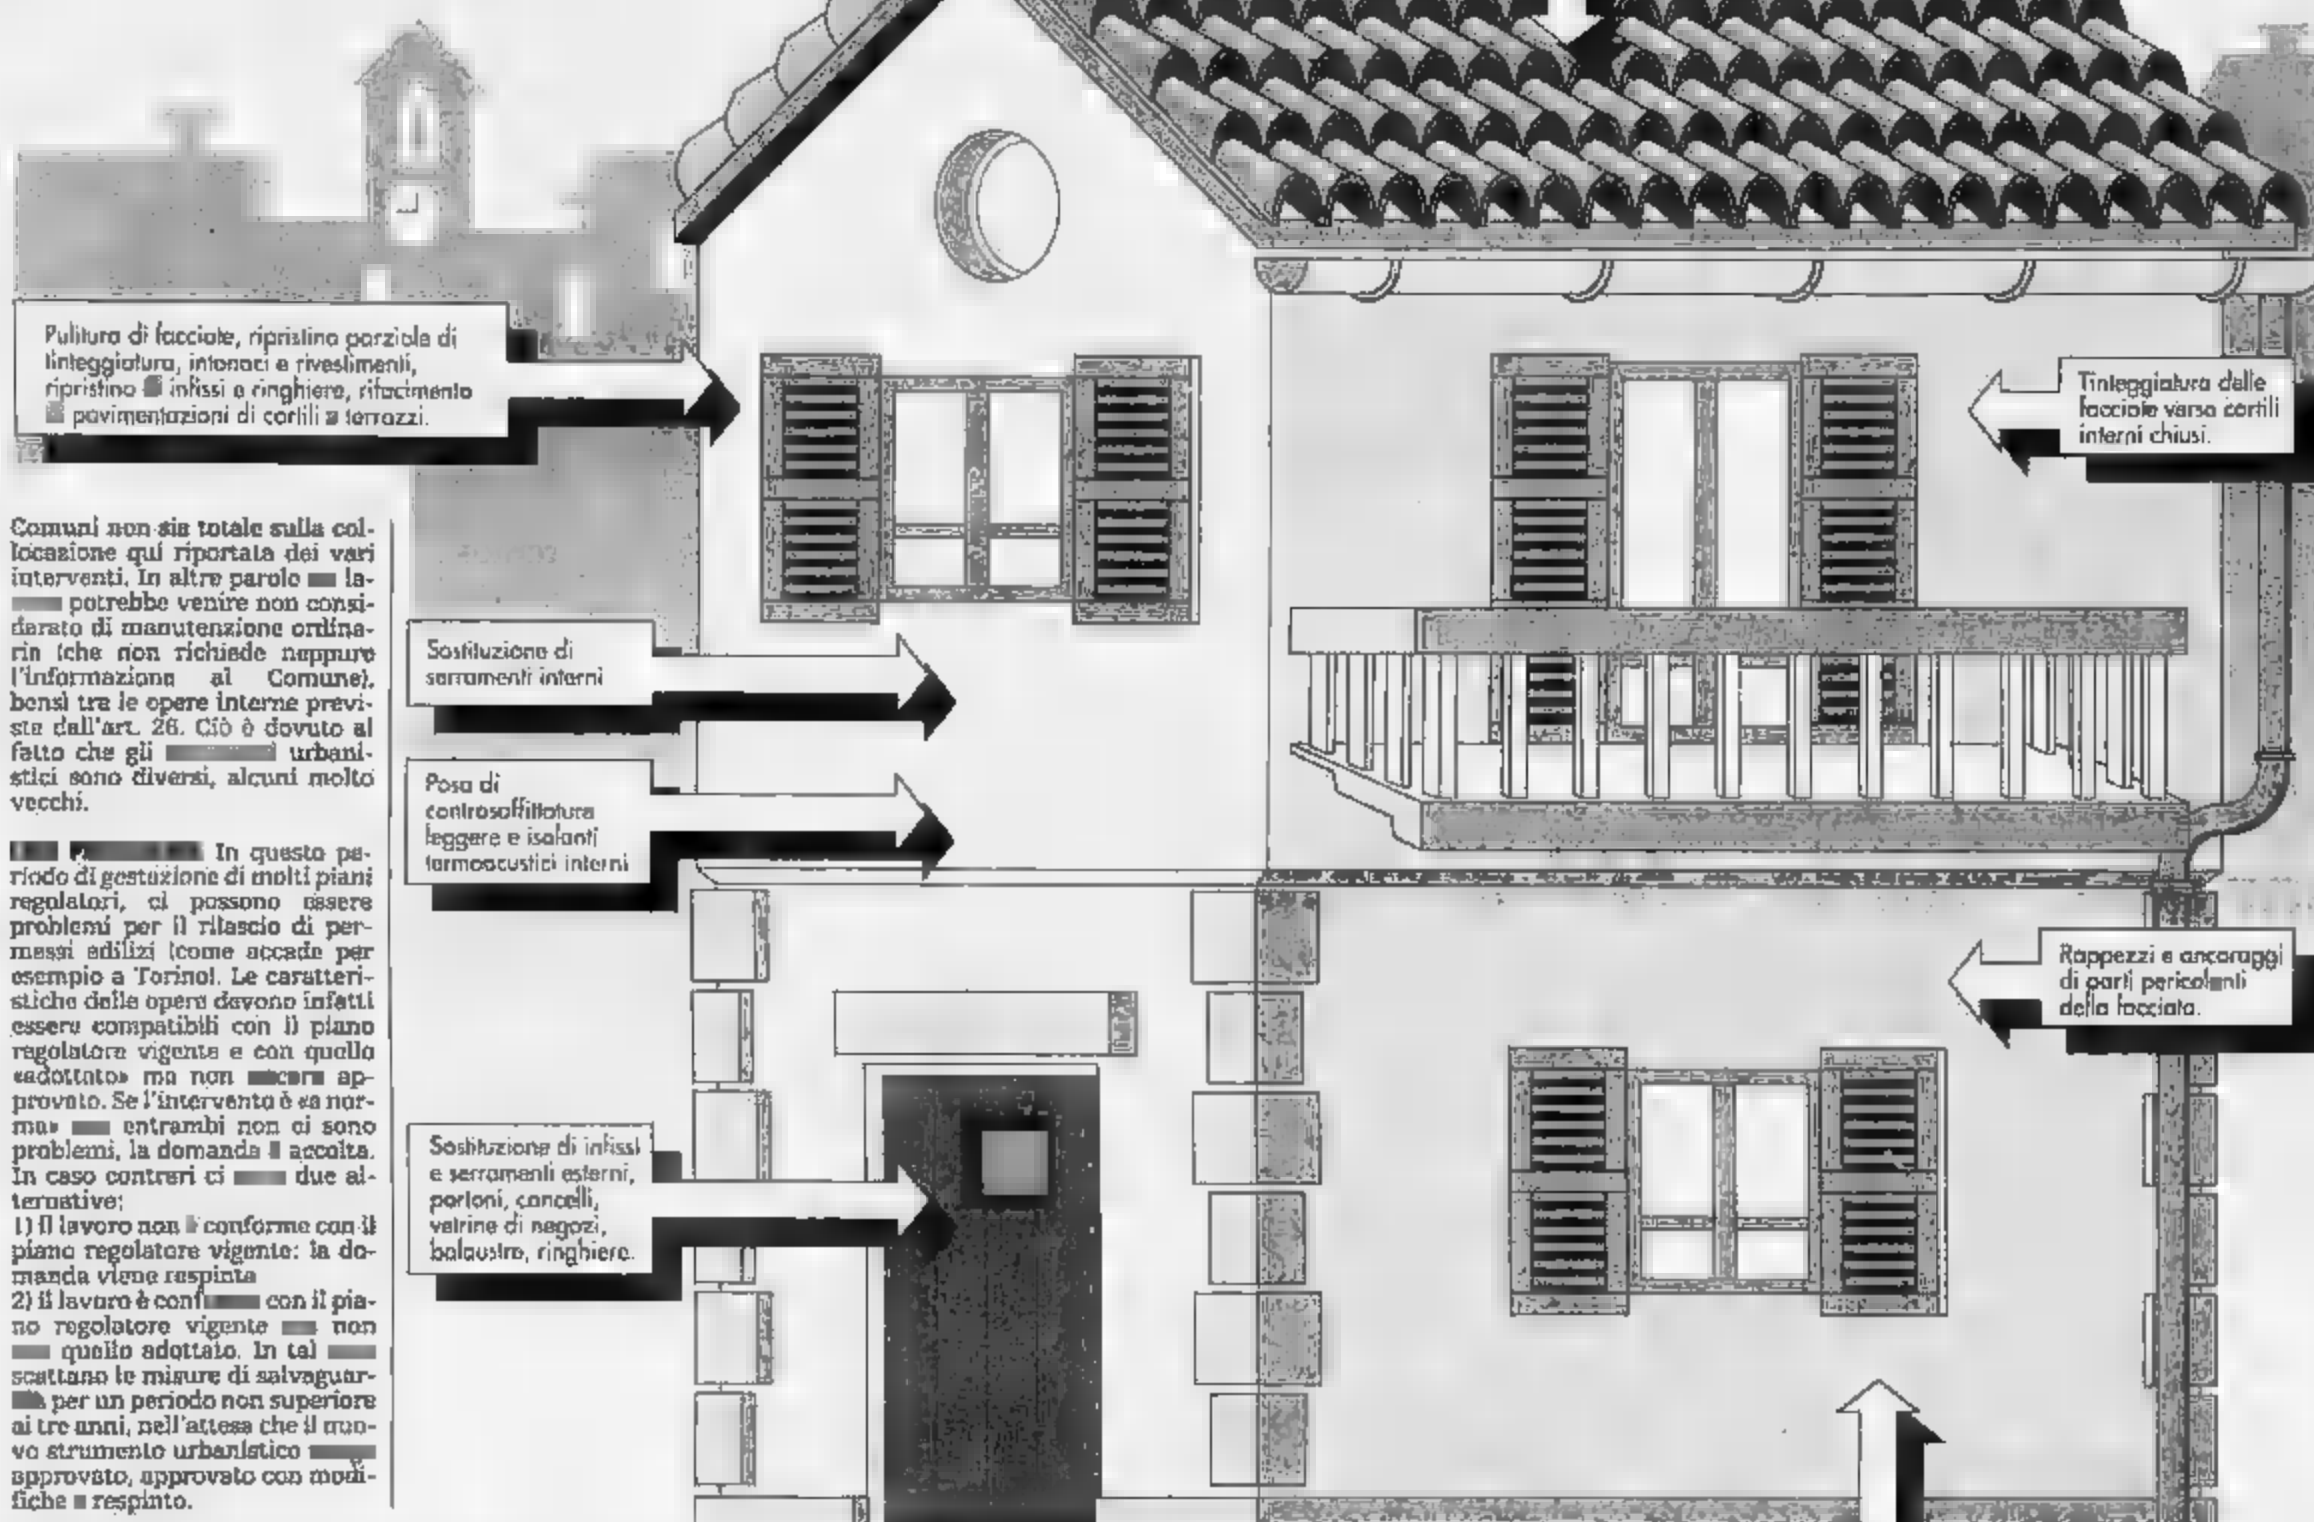 Pulitura di facciate, ripristino parziale di
tinteggiatura, intonaci e rivestimenti,
ripristino infissi e ringhiere, rifacimento
pavimentazioni di cortili e terrazzi.
Tinteggiatura delle
facciate verso cortili
interni chiusi.
Comuni non sia totale sulla col-
locazione qui riportata dei vari
interventi. In altre parole la-
potrebbe venire non consi-
derato di manutenzione ordina-
ria (che non richiede neppure
l'informazione al Comune),
bensì tra le opere interne previ-
ste dall'art. 26. Ciò è dovuto al
fatto che gli urbani-
stici sono diversi, alcuni molto
vecchi.
In questo pe-
riodo di gestazione di molti piani
regolatori, ci possono essere
problemi per il rilascio di per-
messi edilizi (come accade per
esempio a Torino). Le caratteri-
stiche delle opere devono infatti
essere compatibili con il piano
regolatore vigente e con quello
«adottato» ma non ancora ap-
provato. Se l'intervento è «a nor-
ma» entrambi non ci sono
problemi, la domanda accolta.
In caso contrari ci due al-
ternative:
1) il lavoro non è conforme con il
piano regolatore vigente: la do-
manda viene respinta
2) il lavoro è con il pia-
no regolatore vigente non
quello adottato. In tal
scattano le misure di salvaguar-
per un periodo non superiore
ai tre anni, nell'attesa che il nuo-
vo strumento urbanistico
approvato, approvato con modi-
fiche respinto.
Sostituzione di
serramenti interni
Posa di
controsoffittatura
leggere e isolanti
termoacustici interni
Sostituzione di infissi
e serramenti esterni,
portoni, cancelli,
vetrine di negozi,
balaustre, ringhiere.
Rappezzi e ancoraggi
di parti pericolanti
della facciata.